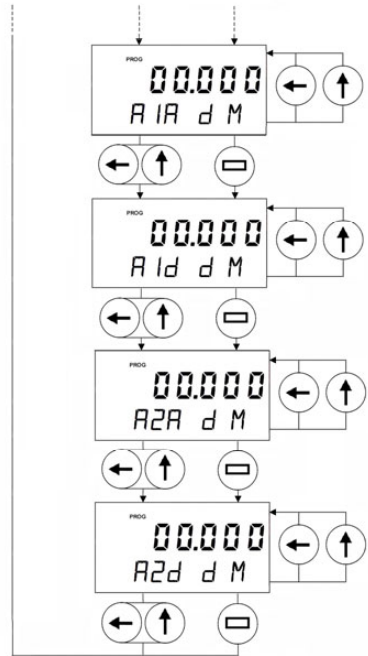 PROG
00.000
A1A d M
PROG
00.000
A1d d M
PROG
00.000
A2A d M
PROG
00.000
A2d d M